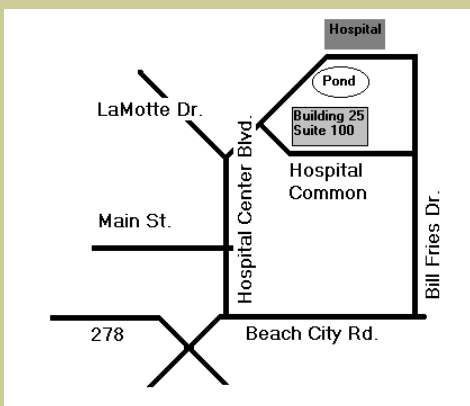 Hospital
Pond
LaMotte Dr.
Building 25
Suite 100
Hospital Center Blvd.
Hospital
Common
Main St.
Bill Fries Dr.
278
Beach City Rd.